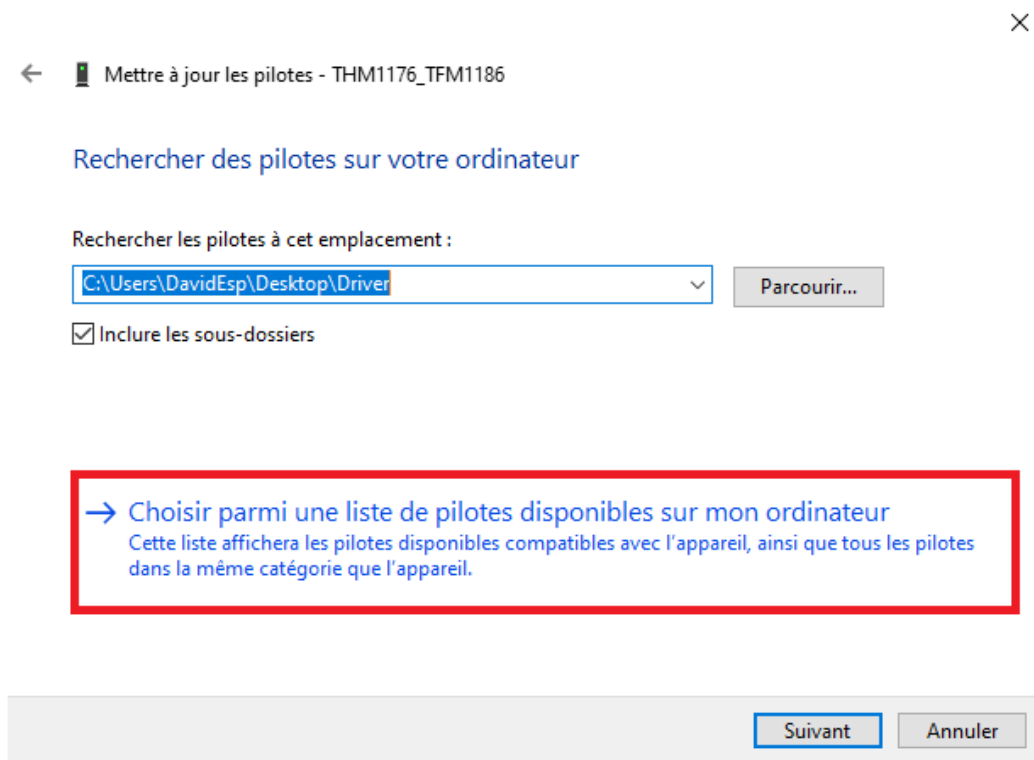 Mettre à jour les pilotes - THM1176_TFM1186
Rechercher des pilotes sur votre ordinateur
Rechercher les pilotes à cet emplacement :
C:\Users\DavidEsp\Desktop\Driver
Parcourir...
Inclure les sous-dossiers
Choisir parmi une liste de pilotes disponibles sur mon ordinateur
Cette liste affichera les pilotes disponibles compatibles avec l'appareil, ainsi que tous les pilotes
dans la même catégorie que l'appareil.
Suivant
Annuler